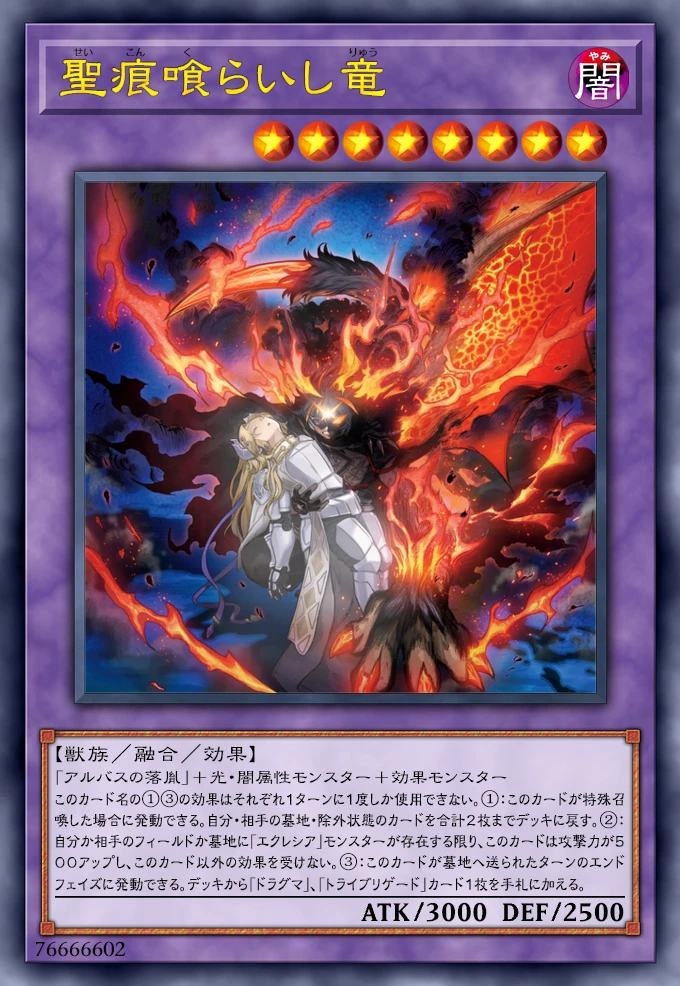 せい こん く りゅう
聖痕喰らいし竜
やみ
闇
【獣族／融合／効果】
「アルバスの落胤」＋光・闇属性モンスター＋効果モンスター
このカード名の①③の効果はそれぞれ１ターンに１度しか使用できない。①：このカードが特殊召
喚した場合に発動できる。自分・相手の墓地・除外状態のカードを合計２枚までデッキに戻す。②：
自分か相手のフィールドか墓地に「エクレシア」モンスターが存在する限り、このカードは攻撃力が５
００アップし、このカード以外の効果を受けない。③：このカードが墓地へ送られたターンのエンド
フェイズに発動できる。デッキから「ドラグマ」、「トライブリゲード」カード１枚を手札に加える。
ATK/3000 DEF/2500
76666602